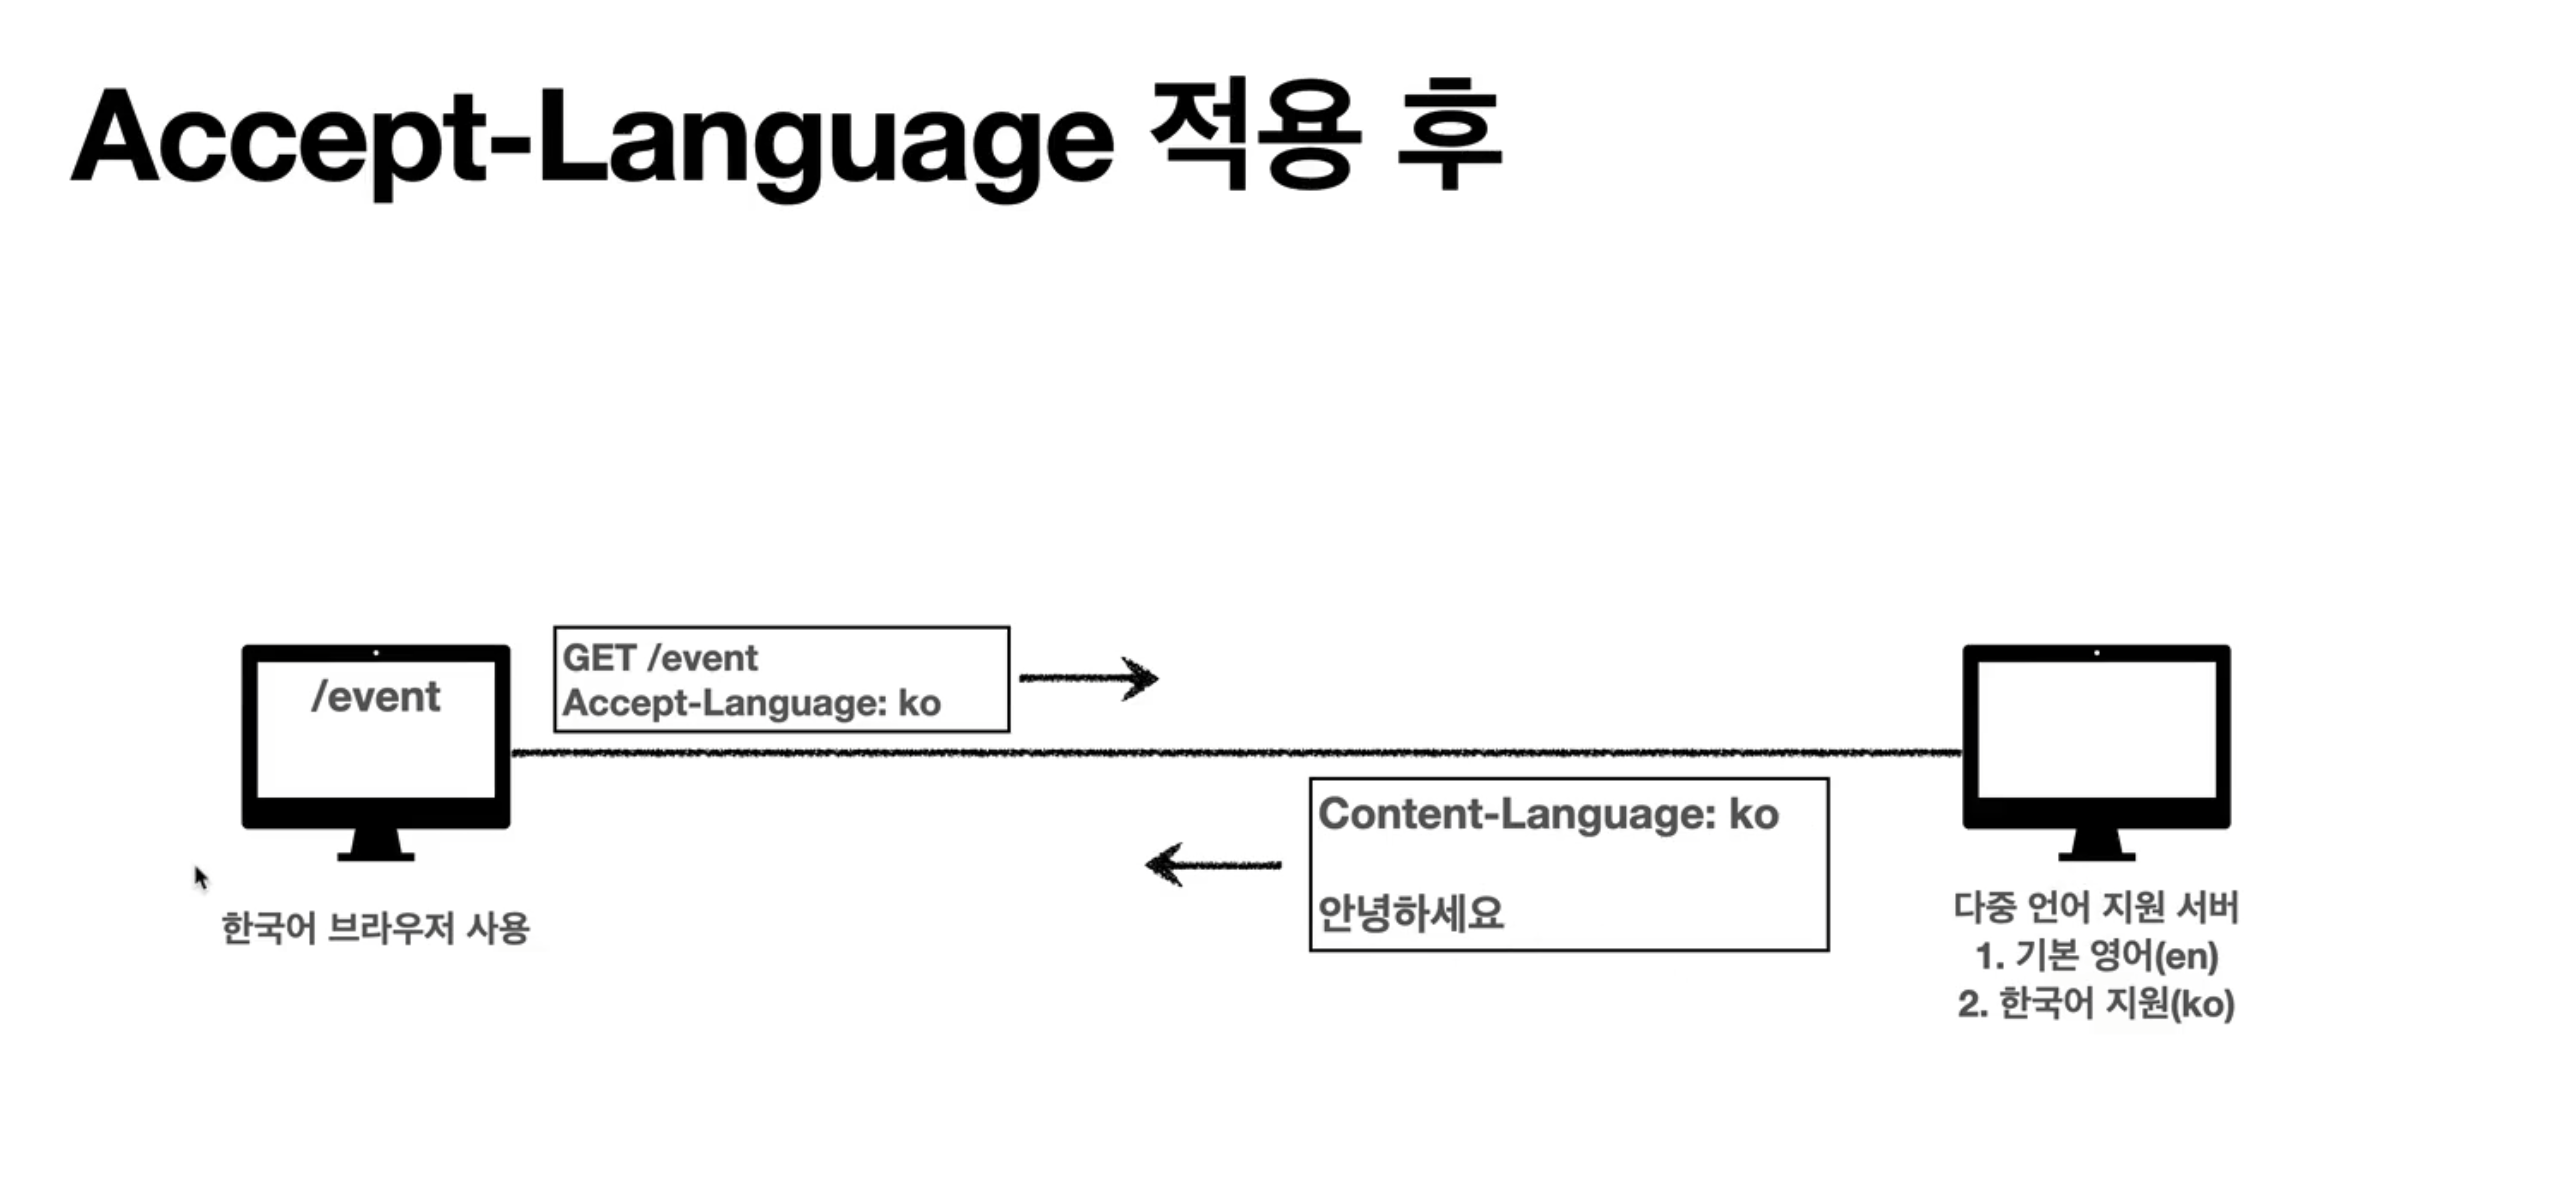 Accept-Language 적용 후
/event
GET /event
Accept-Language: ko
Content-Language: ko
안녕하세요
한국어 브라우저 사용
다중 언어 지원 서버
1. 기본 영어(en)
2. 한국어 지원(ko)